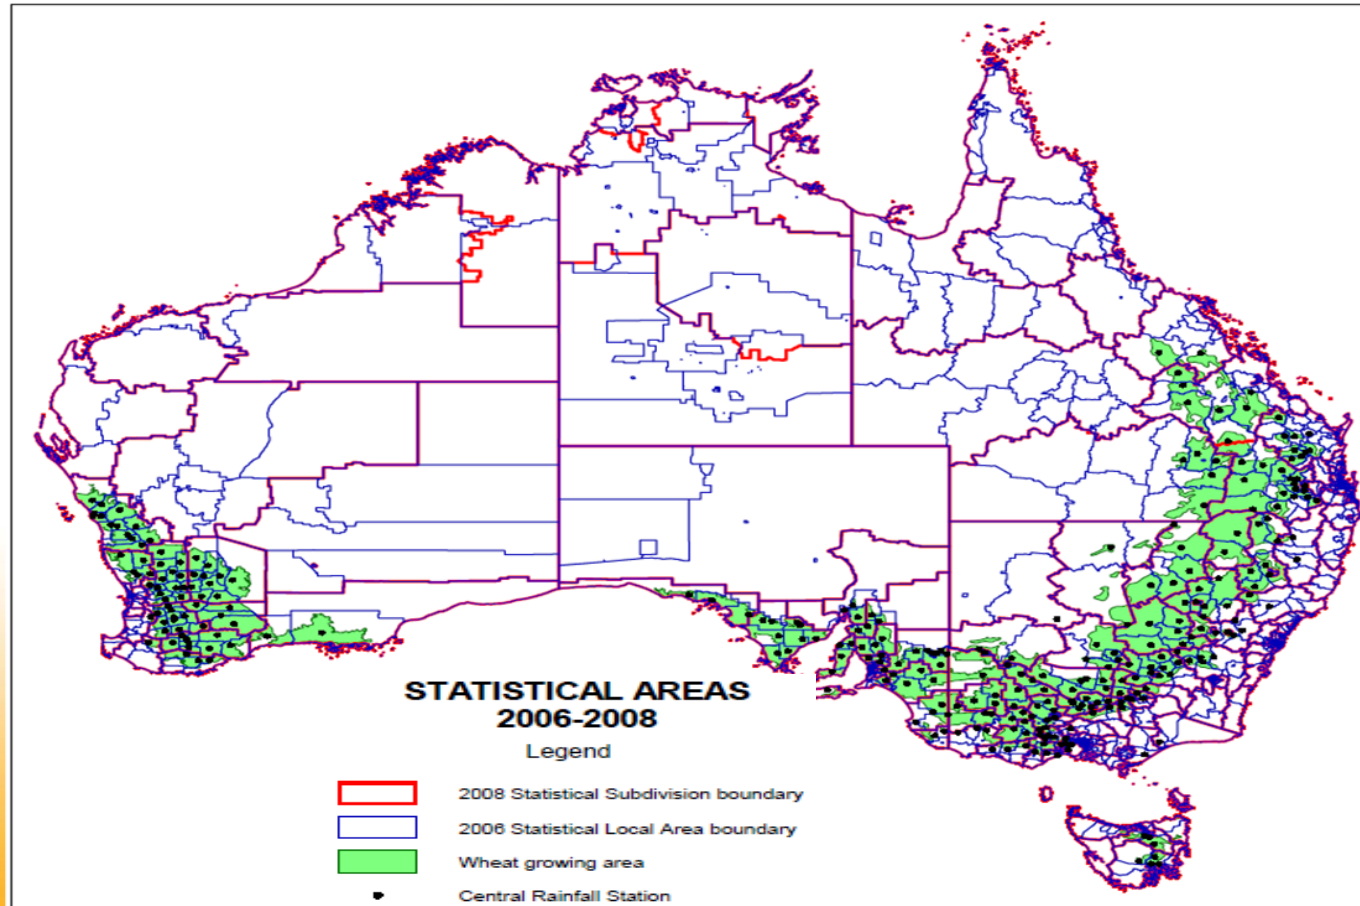 STATISTICAL AREAS
2006-2008
Legend
2008 Statistical Subdivision boundary
2006 Statistical Local Area boundary
Wheat growing area
Central Rainfall Station